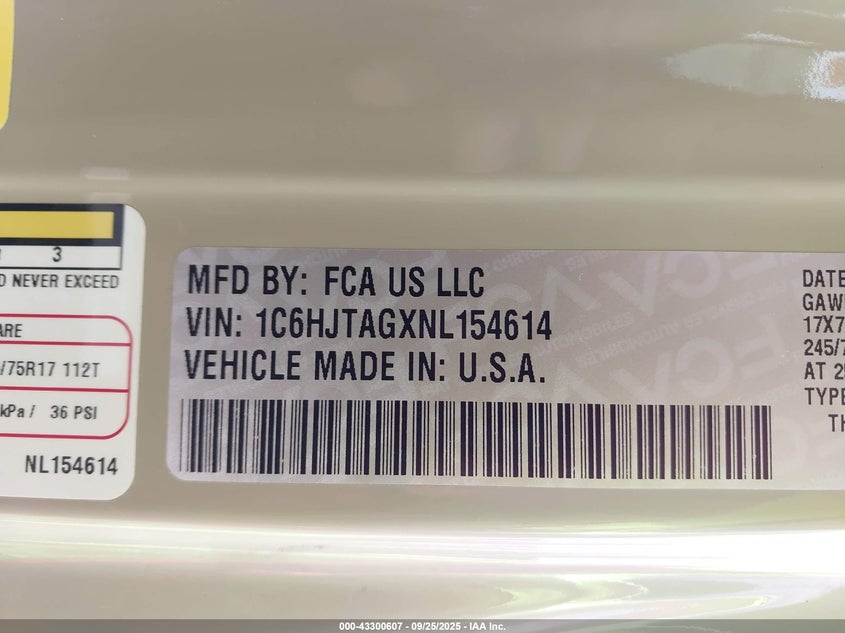 3
D NEVER EXCEED
ARE
/75R17 112T
kPa / 36 PSI
NL154614
MFD BY: FCA US LLC
VIN: 1C6HJTAGXNL154614
VEHICLE MADE IN: U.S.A.
DATE
GAW
17X7
245/7
AT 25
TYPE
TH
000-43300607 - 09/25/2025 - IAA Inc.